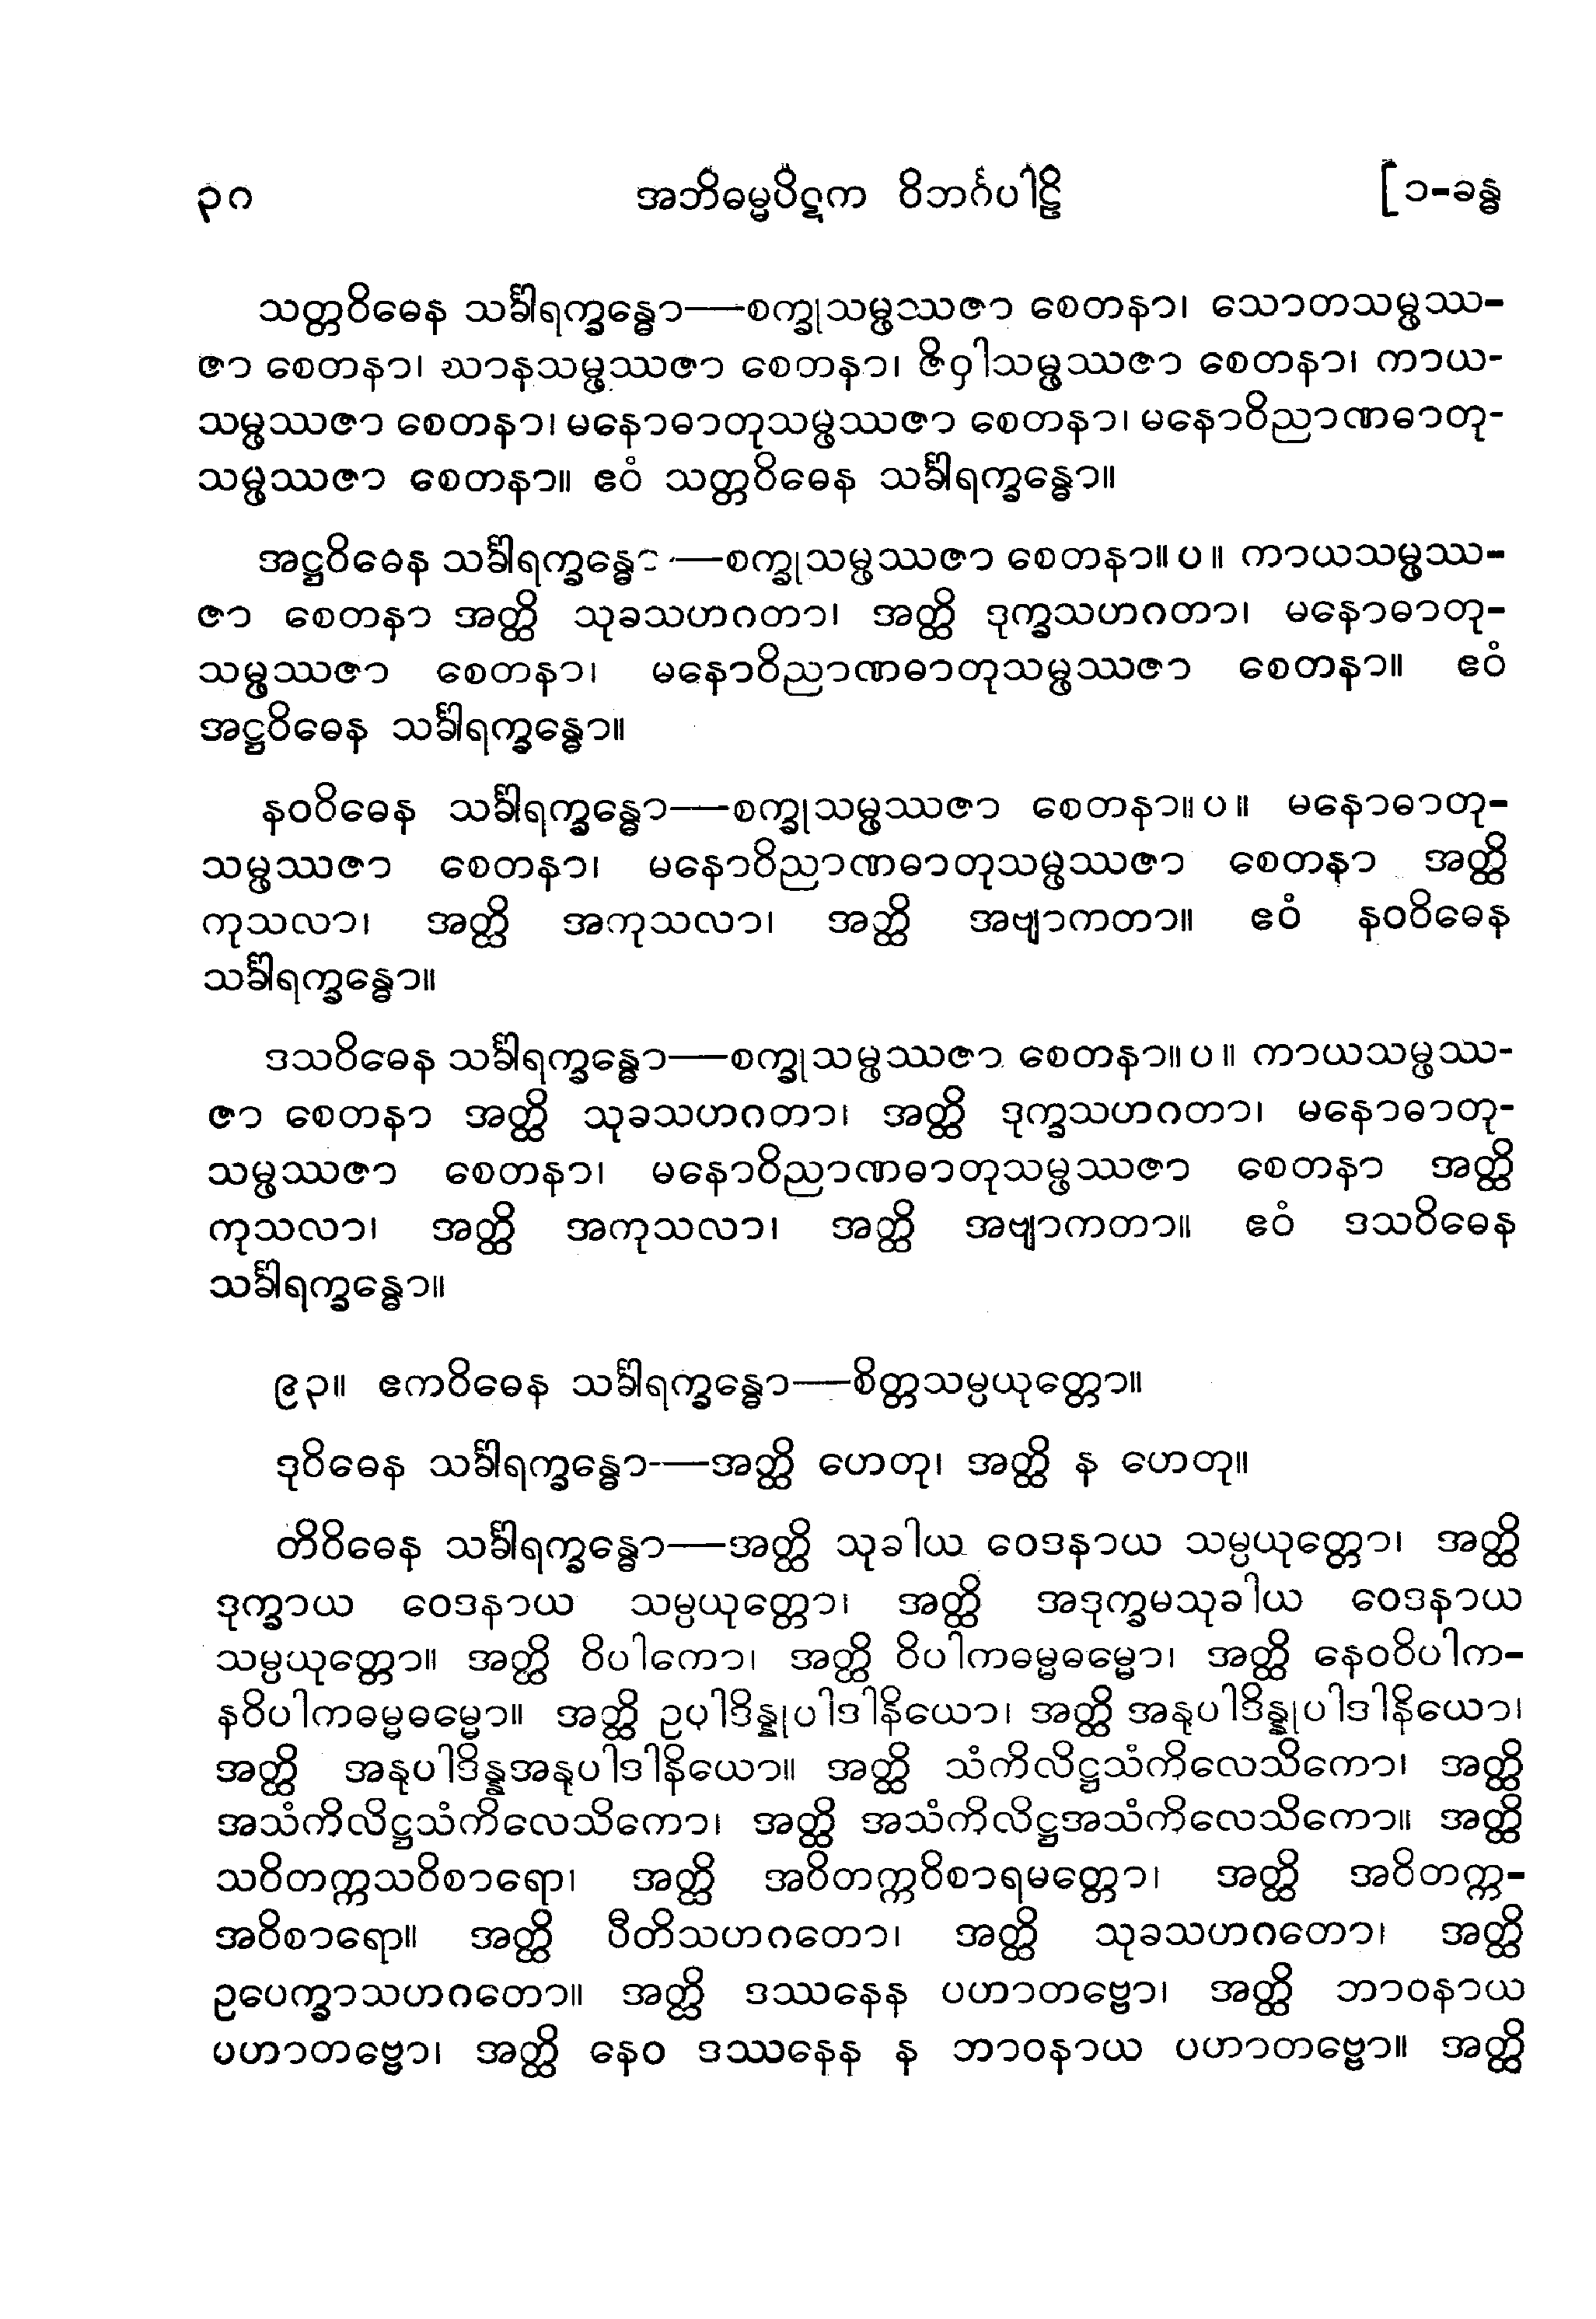 ၃၀ အဘိဓမ္မပိဋက ဝိဘင်္ဂပါဠိ [၁-ခန္ဓ
သတ္တဝိဓေန သင်္ခါရက္ခန္ဓော—စက္ခုသမ္ဖဿဇာ စေတနာ၊ သောတသမ္ဖဿ-
ဇာ စေတနာ၊ ဃာနသမ္ဖဿဇာ စေတနာ၊ ဇိဝှါသမ္ဖဿဇာ စေတနာ၊ ကာယ-
သမ္ဖဿဇာ စေတနာ၊ မနောဓာတုသမ္ဖဿဇာ စေတနာ၊ မနောဝိညာဏဓာတု-
သမ္ဖဿဇာ စေတနာ။ ဧဝံ သတ္တဝိဓေန သင်္ခါရက္ခန္ဓော။
အဋ္ဌဝိဓေန သင်္ခါရက္ခန္ဓော—စက္ခုသမ္ဖဿဇာ စေတနာ။ ပ။ ကာယသမ္ဖဿ-
ဇာ စေတနာ အတ္ထိ သုခသဟဂတာ၊ အတ္ထိ ဒုက္ခသဟဂတာ၊ မနောဓာတု-
သမ္ဖဿဇာ စေတနာ၊ မနောဝိညာဏဓာတုသမ္ဖဿဇာ စေတနာ။ ဧဝံ
အဋ္ဌဝိဓေန သင်္ခါရက္ခန္ဓော။
နဝဝိဓေန သင်္ခါရက္ခန္ဓော—စက္ခုသမ္ဖဿဇာ စေတနာ။ ပ။ မနောဓာတု-
သမ္ဖဿဇာ စေတနာ၊ မနောဝိညာဏဓာတုသမ္ဖဿဇာ စေတနာ အတ္ထိ
ကုသလာ၊ အတ္ထိ အကုသလာ၊ အတ္ထိ အဗျာကတာ။ ဧဝံ နဝဝိဓေန
သင်္ခါရက္ခန္ဓော။
ဒသဝိဓေန သင်္ခါရက္ခန္ဓော—စက္ခုသမ္ဖဿဇာ စေတနာ။ ပ။ ကာယသမ္ဖဿ-
ဇာ စေတနာ အတ္ထိ သုခသဟဂတာ၊ အတ္ထိ ဒုက္ခသဟဂတာ၊ မနောဓာတု-
သမ္ဖဿဇာ စေတနာ၊ မနောဝိညာဏဓာတုသမ္ဖဿဇာ စေတနာ အတ္ထိ
ကုသလာ၊ အတ္ထိ အကုသလာ၊ အတ္ထိ အဗျာကတာ။ ဧဝံ ဒသဝိဓေန
သင်္ခါရက္ခန္ဓော။
၉၃။ ဧကဝိဓေန သင်္ခါရက္ခန္ဓော—စိတ္တသမ္ပယုတ္တော။
ဒုဝိဓေန သင်္ခါရက္ခန္ဓော—အတ္ထိ ဟေတု၊ အတ္ထိ န ဟေတု။
တိဝိဓေန သင်္ခါရက္ခန္ဓော—အတ္ထိ သုခါယ ဝေဒနာယ သမ္ပယုတ္တော၊ အတ္ထိ
ဒုက္ခာယ ဝေဒနာယ သမ္ပယုတ္တော၊ အတ္ထိ အဒုက္ခမသုခါယ ဝေဒနာယ
သမ္ပယုတ္တော။ အတ္ထိ ဝိပါကော၊ အတ္ထိ ဝိပါကဓမ္မဓမ္မော၊ အတ္ထိ နေဝဝိပါက-
နဝိပါကဓမ္မဓမ္မော။ အတ္ထိ ဥပါဒိန္နုပါဒါနိယော၊ အတ္ထိ အနုပါဒိန္နုပါဒါနိယော၊
အတ္ထိ အနုပါဒိန္နအနုပါဒါနိယော။ အတ္ထိ သံကိလိဋ္ဌသံကိလေသိကော၊ အတ္ထိ
အသံကိလိဋ္ဌသံကိလေသိကော၊ အတ္ထိ အသံကိလိဋ္ဌအသံကိလေသိကော။ အတ္ထိ
သဝိတက္ကသဝိစာရော၊ အတ္ထိ အဝိတက္ကဝိစာရမတ္တော၊ အတ္ထိ အဝိတက္က-
အဝိစာရော။ အတ္ထိ ပီတိသဟဂတော၊ အတ္ထိ သုခသဟဂတော၊ အတ္ထိ
ဥပေက္ခာသဟဂတော။ အတ္ထိ ဒဿနေန ပဟာတဗ္ဗော၊ အတ္ထိ ဘာဝနာယ
ပဟာတဗ္ဗော၊ အတ္ထိ နေဝ ဒဿနေန န ဘာဝနာယ ပဟာတဗ္ဗော။ အတ္ထိ